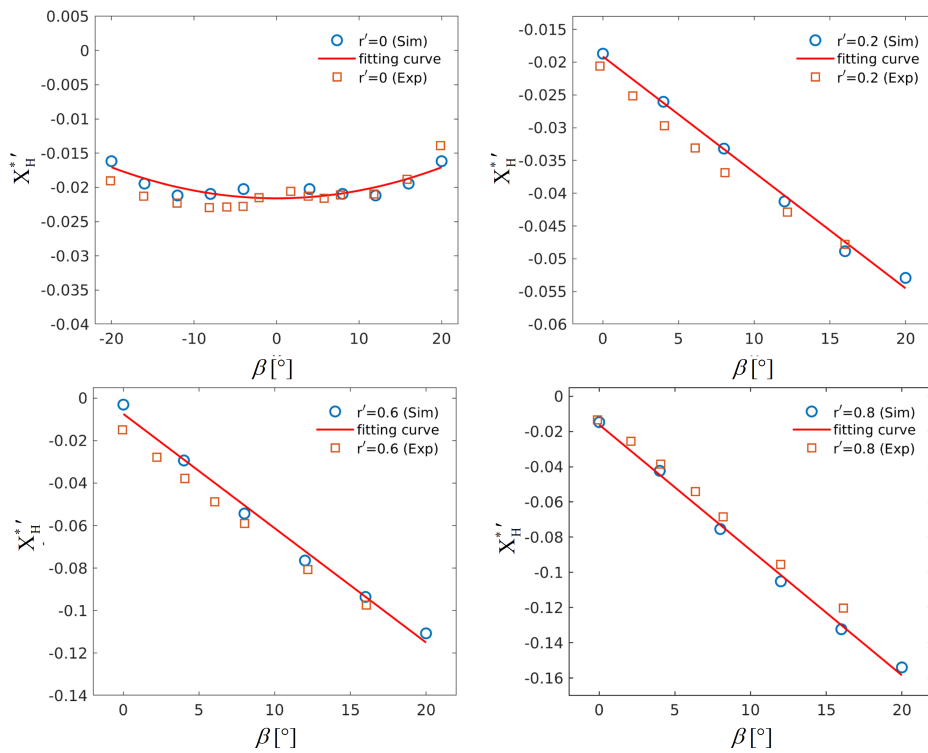 0.005
0
-0.005
-0.01
-0.015
-0.02
-0.025
-0.03
-0.035
-0.04
-20
-10
0
10
20
X*′H
β [°]
r′=0 (Sim)
fitting curve
r′=0 (Exp)
-0.015
-0.02
-0.025
-0.03
-0.035
-0.04
-0.045
-0.05
-0.055
-0.06
0
5
10
15
20
X*′H
β [°]
r′=0.2 (Sim)
fitting curve
r′=0.2 (Exp)
0
-0.02
-0.04
-0.06
-0.08
-0.1
-0.12
-0.14
0
5
10
15
20
X*′H
β [°]
r′=0.6 (Sim)
fitting curve
r′=0.6 (Exp)
0
-0.02
-0.04
-0.06
-0.08
-0.1
-0.12
-0.14
-0.16
0
5
10
15
20
X*′H
β [°]
r′=0.8 (Sim)
fitting curve
r′=0.8 (Exp)